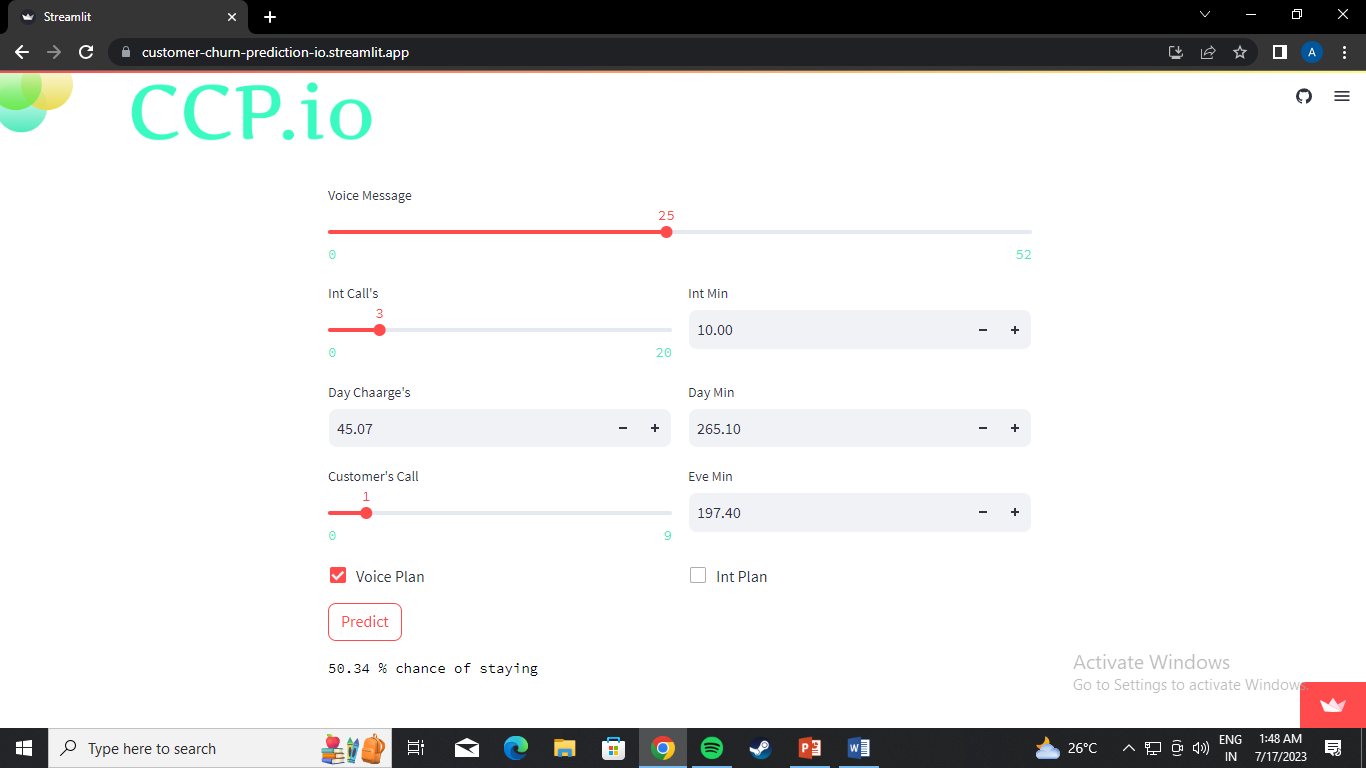 Streamlit
customer-churn-prediction-io.streamlit.app
A
CCP.io
Voice Message
25
0 52
Int Call's Int Min
3
10.00 - +
0 20
Day Chaarge's Day Min
45.07 - + 265.10 - +
Customer's Call Eve Min
1
197.40 - +
0 9
Voice Plan Int Plan
Predict
50.34 % chance of staying
Activate Windows
Go to Settings to activate Windows.
Type here to search
26°C
ENG
IN
1:48 AM
7/17/2023